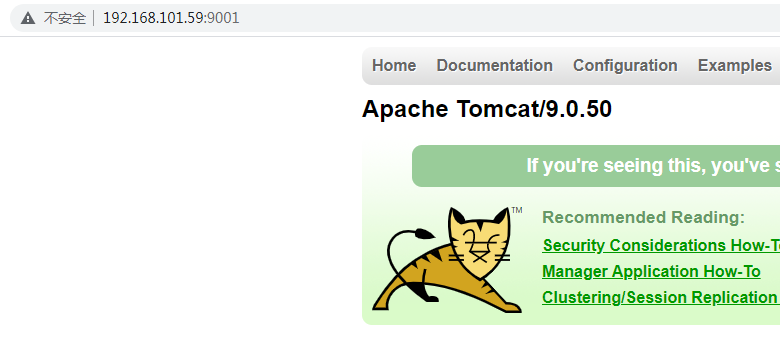 不安全 | 192.168.101.59:9001
Home Documentation Configuration Examples
Apache Tomcat/9.0.50
If you're seeing this, you've s
TM
Recommended Reading:
Security Considerations How-T
Manager Application How-To
Clustering/Session Replication